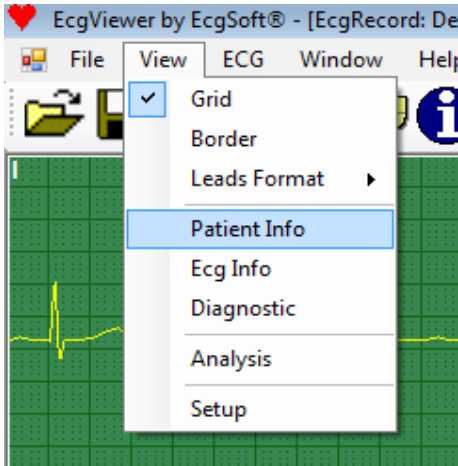 EcgViewer by EcgSoft® - [EcgRecord: De
File View ECG Window Help
Grid
Border
Leads Format
Patient Info
Ecg Info
Diagnostic
Analysis
Setup
I